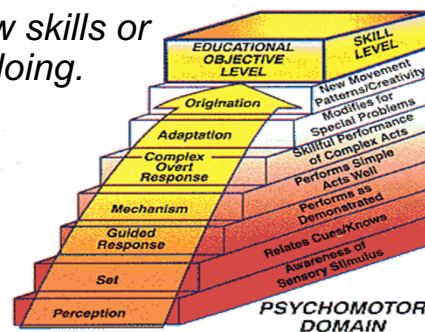 w skills or
doing.
EDUCATIONAL
OBJECTIVE
LEVEL
SKILL
LEVEL
Origination
New Movement
Patterns/Creativity
Adaptation
Modifies for
Special Problems
Complex
Overt
Response
Skillful Performance
of Complex Acts
Mechanism
Performs Simple
Acts Well
Guided
Response
Performs as
Demonstrated
Set
Relates Cues/Knows
Perception
Awareness of
Sensory Stimulus
PSYCHOMOTOR
DOMAIN